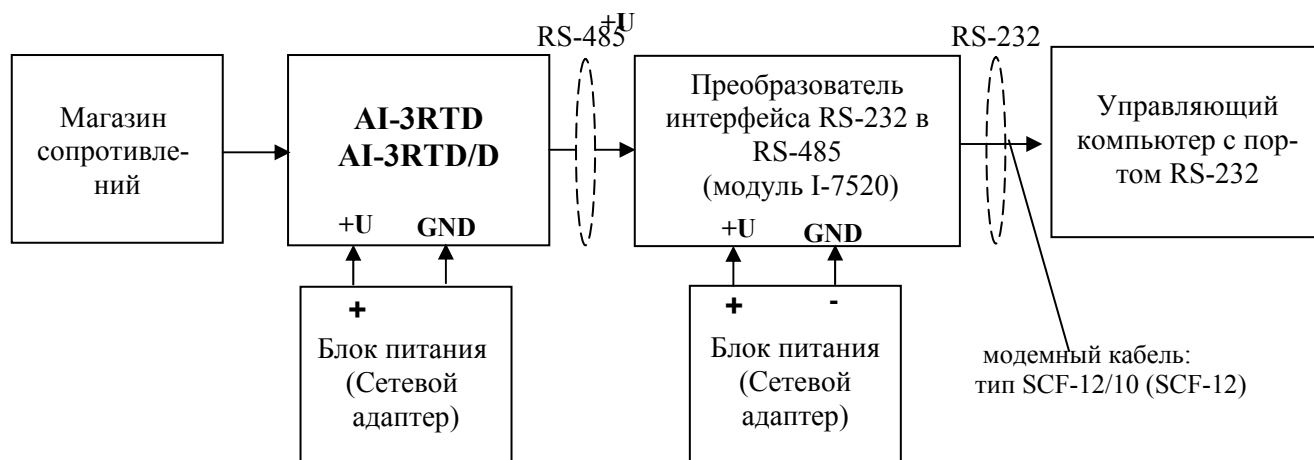 +U
RS-485
RS-232
Магазин
сопротивле-
ний
AI-3RTD
AI-3RTD/D
+U GND
Преобразователь
интерфейса RS-232 в
RS-485
(модуль I-7520)
+U GND
Управляющий
компьютер с пор-
том RS-232
+
Блок питания
(Сетевой
адаптер)
+ -
Блок питания
(Сетевой
адаптер)
модемный кабель:
тип SCF-12/10 (SCF-12)